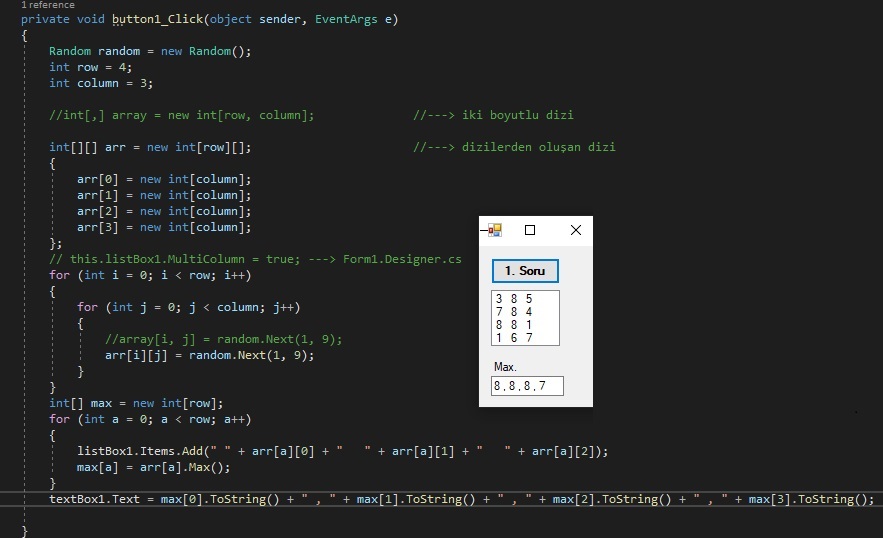 1 reference
private void button1_Click(object sender, EventArgs e)
{
Random random = new Random();
int row = 4;
int column = 3;
//int[,] array = new int[row, column]; //---> iki boyutlu dizi
int[][] arr = new int[row][]; //---> dizilerden oluşan dizi
{
arr[0] = new int[column];
arr[1] = new int[column];
arr[2] = new int[column];
arr[3] = new int[column];
};
// this.listBox1.MultiColumn = true; ---> Form1.Designer.cs
for (int i = 0; i < row; i++)
{
for (int j = 0; j < column; j++)
{
//array[i, j] = random.Next(1, 9);
arr[i][j] = random.Next(1, 9);
}
}
int[] max = new int[row];
for (int a = 0; a < row; a++)
{
listBox1.Items.Add(" " + arr[a][0] + "   " + arr[a][1] + "   " + arr[a][2]);
max[a] = arr[a].Max();
}
textBox1.Text = max[0].ToString() + " , " + max[1].ToString() + " , " + max[2].ToString() + " , " + max[3].ToString();
}
1. Soru
3 8 5
7 8 4
8 8 1
1 6 7
Max.
8 , 8 , 8 , 7